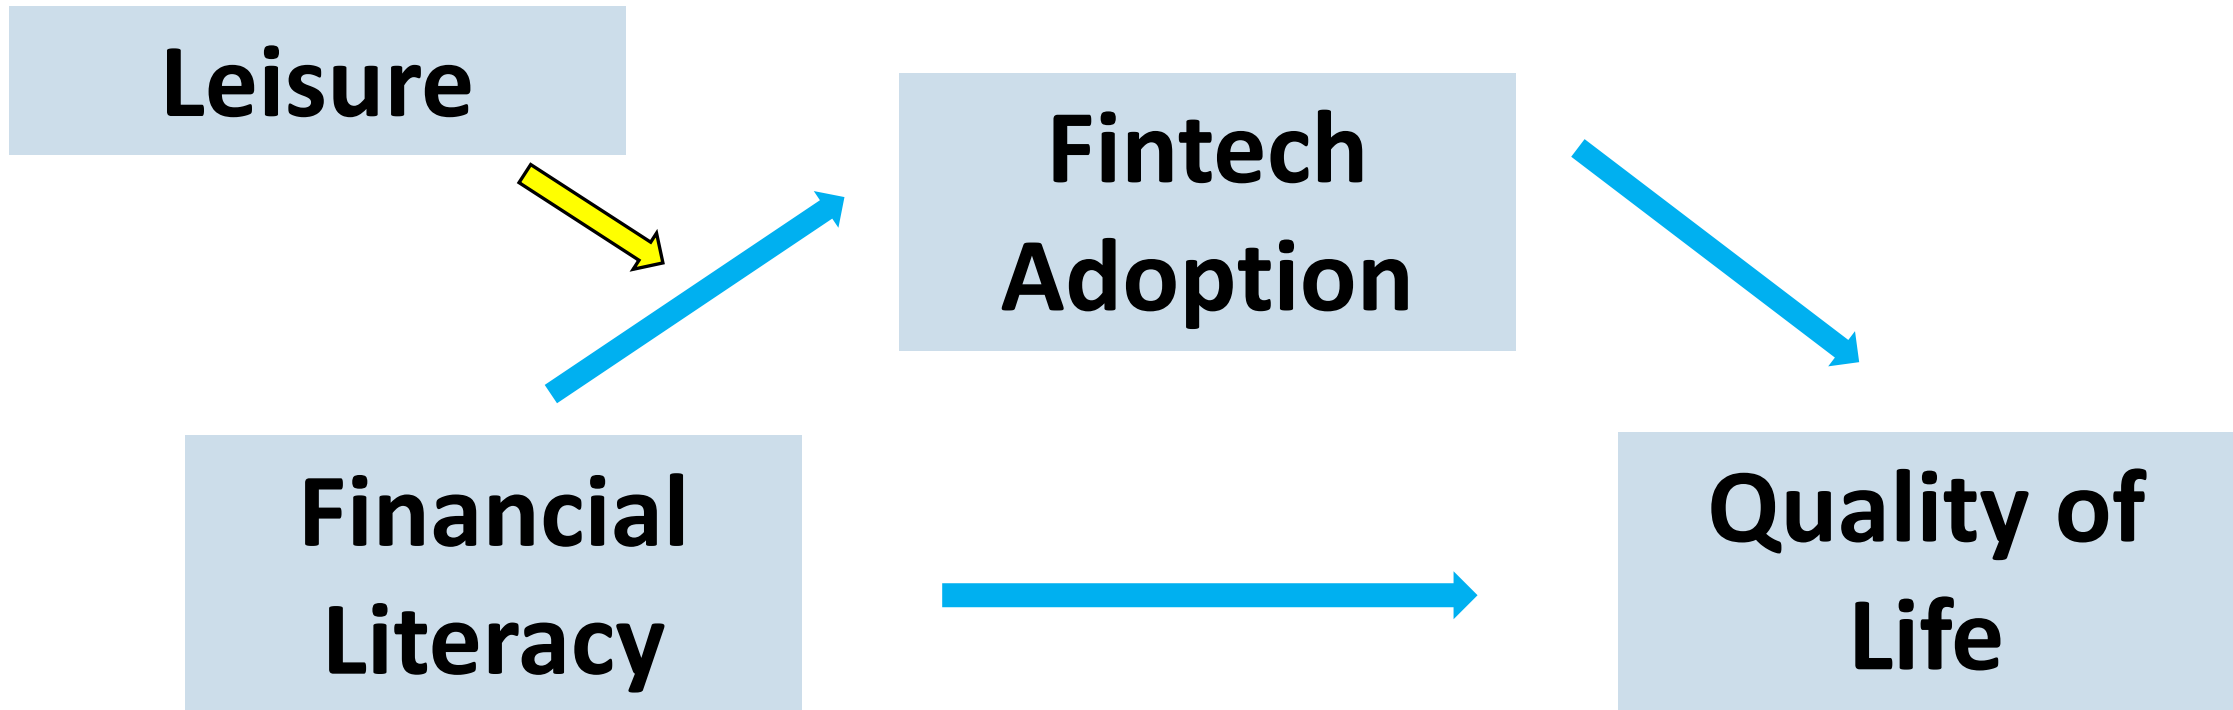 Leisure
Fintech
Adoption
Financial
Literacy
Quality of
Life